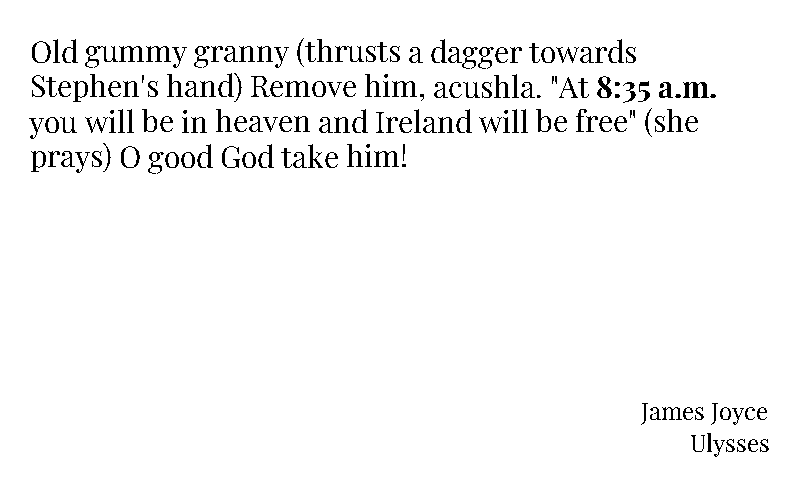 Old gummy granny (thrusts a dagger towards
Stephen's hand) Remove him, acushla. "At 8:35 a.m.
you will be in heaven and Ireland will be free" (she
prays) O good God take him!
James Joyce
Ulysses